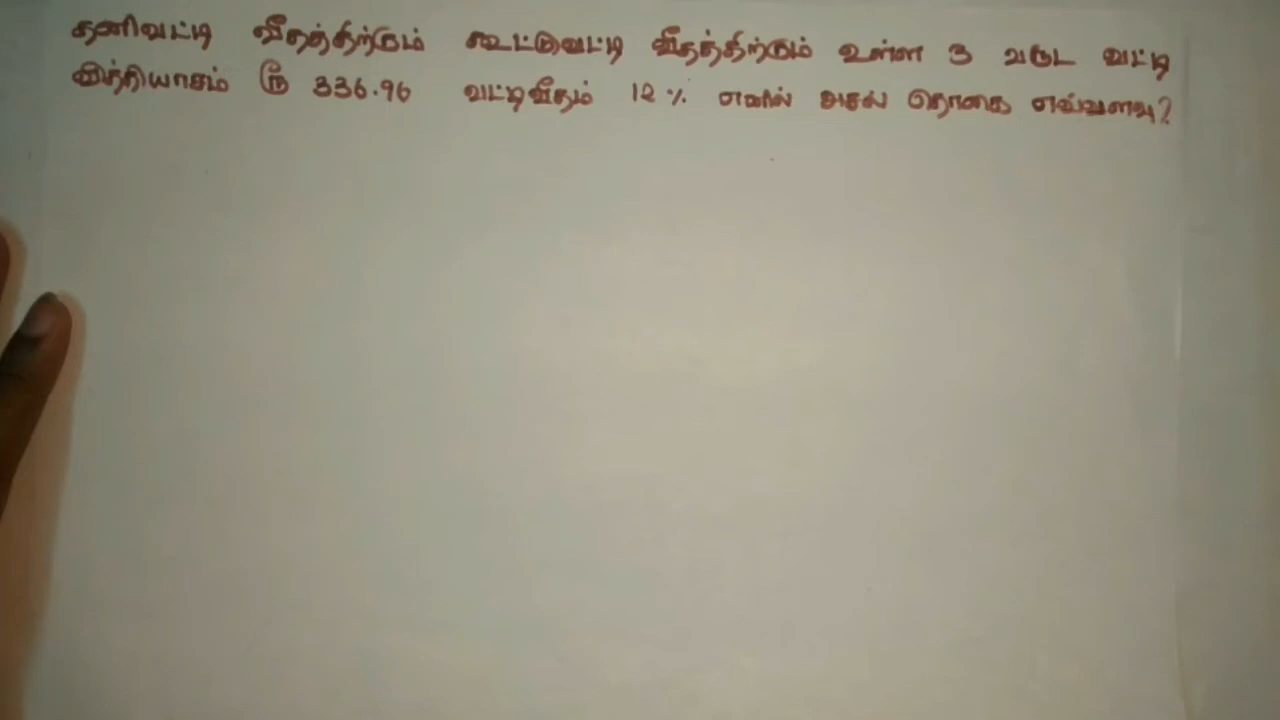 தனிவட்டி வீதத்திற்கும் கூட்டுவட்டி வீதத்திற்கும் உள்ள 3 வருட வட்டி
வித்தியாசம் ரூ 336.96 வட்டிவீதம் 12 % எனில் அசல் தொகை எவ்வளவு?